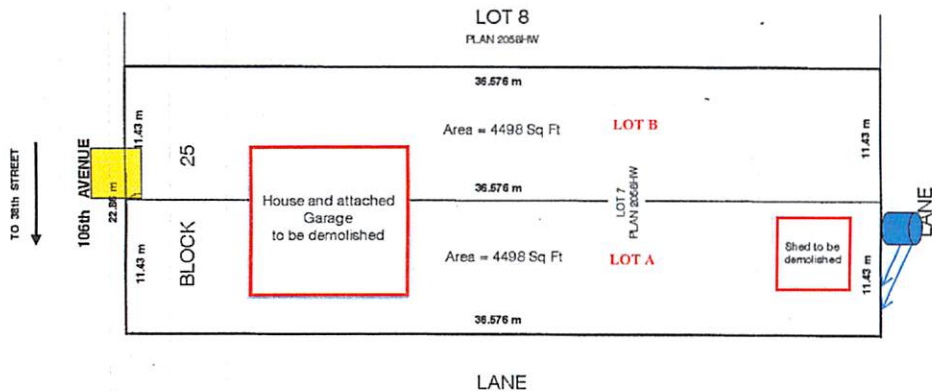 LOT 8
PLAN 2058HW
36.576 m
11.43 m
Area = 4498 Sq Ft
LOT B
11.43 m
TO 38th STREET
106th AVENUE
22.86 m
BLOCK 25
House and attached
Garage
to be demolished
36.576 m
LOT 7
PLAN 2058HW
11.43 m
Area = 4498 Sq Ft
LOT A
Shed to be
demolished
11.43 m
LANE
36.576 m
LANE